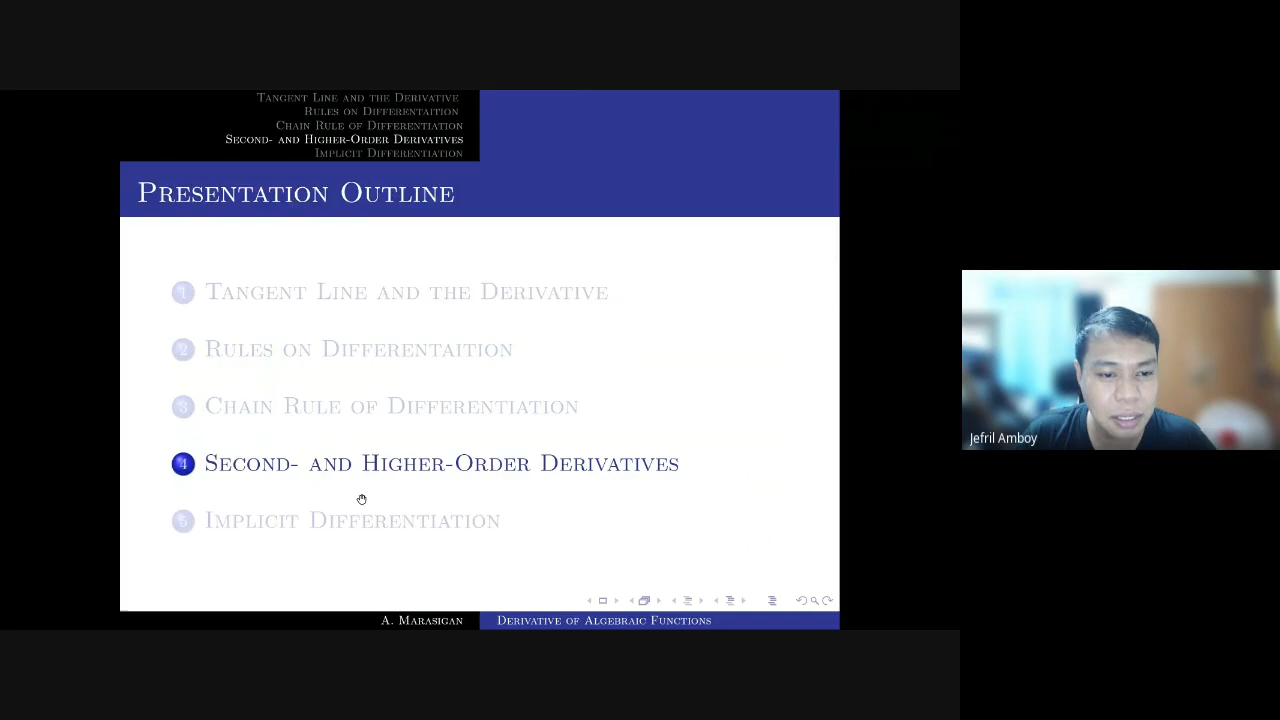 Tangent Line and the Derivative
Rules on Differentaition
Chain Rule of Differentiation
Second- and Higher-Order Derivatives
Implicit Differentiation
Presentation Outline
1 Tangent Line and the Derivative
2 Rules on Differentaition
3 Chain Rule of Differentiation
4 Second- and Higher-Order Derivatives
5 Implicit Differentiation
Jefril Amboy
A. Marasigan
Derivative of Algebraic Functions